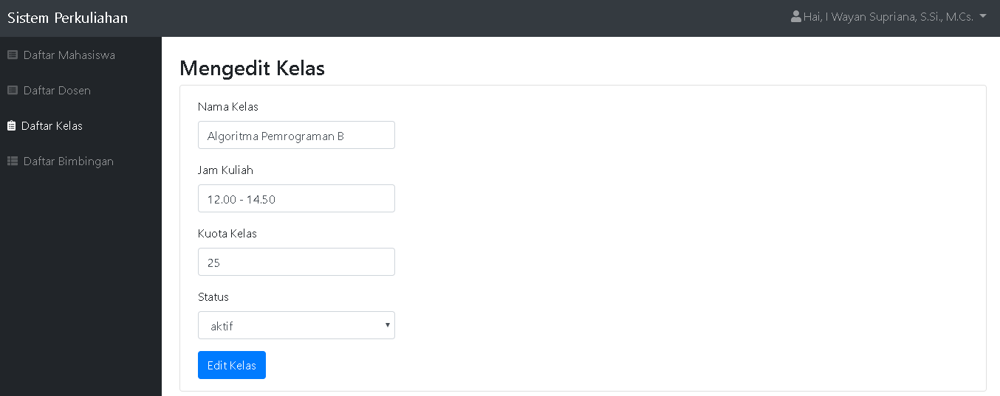 Sistem Perkuliahan
Hai, I Wayan Supriana, S.Si., M.Cs.
Daftar Mahasiswa
Daftar Dosen
Daftar Kelas
Daftar Bimbingan
Mengedit Kelas
Nama Kelas
Algoritma Pemrograman B
Jam Kuliah
12.00 - 14.50
Kuota Kelas
25
Status
aktif
Edit Kelas